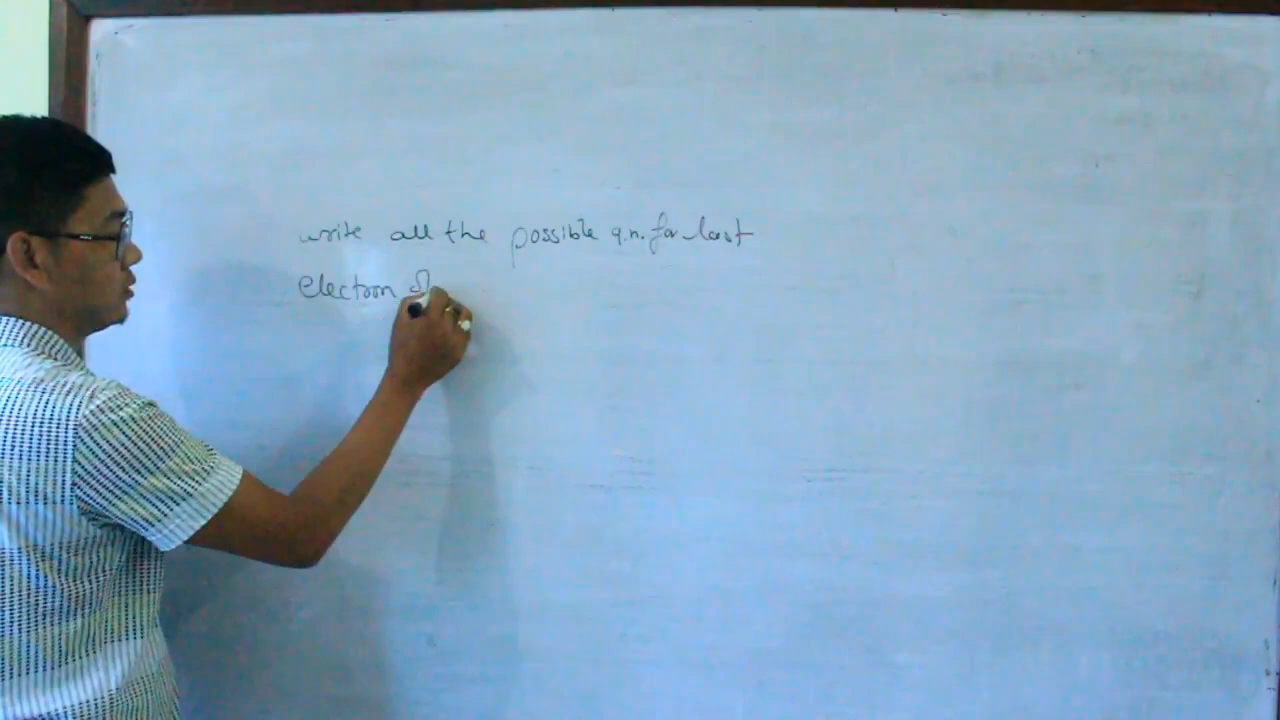 write all the possible q.n. for last
electron of